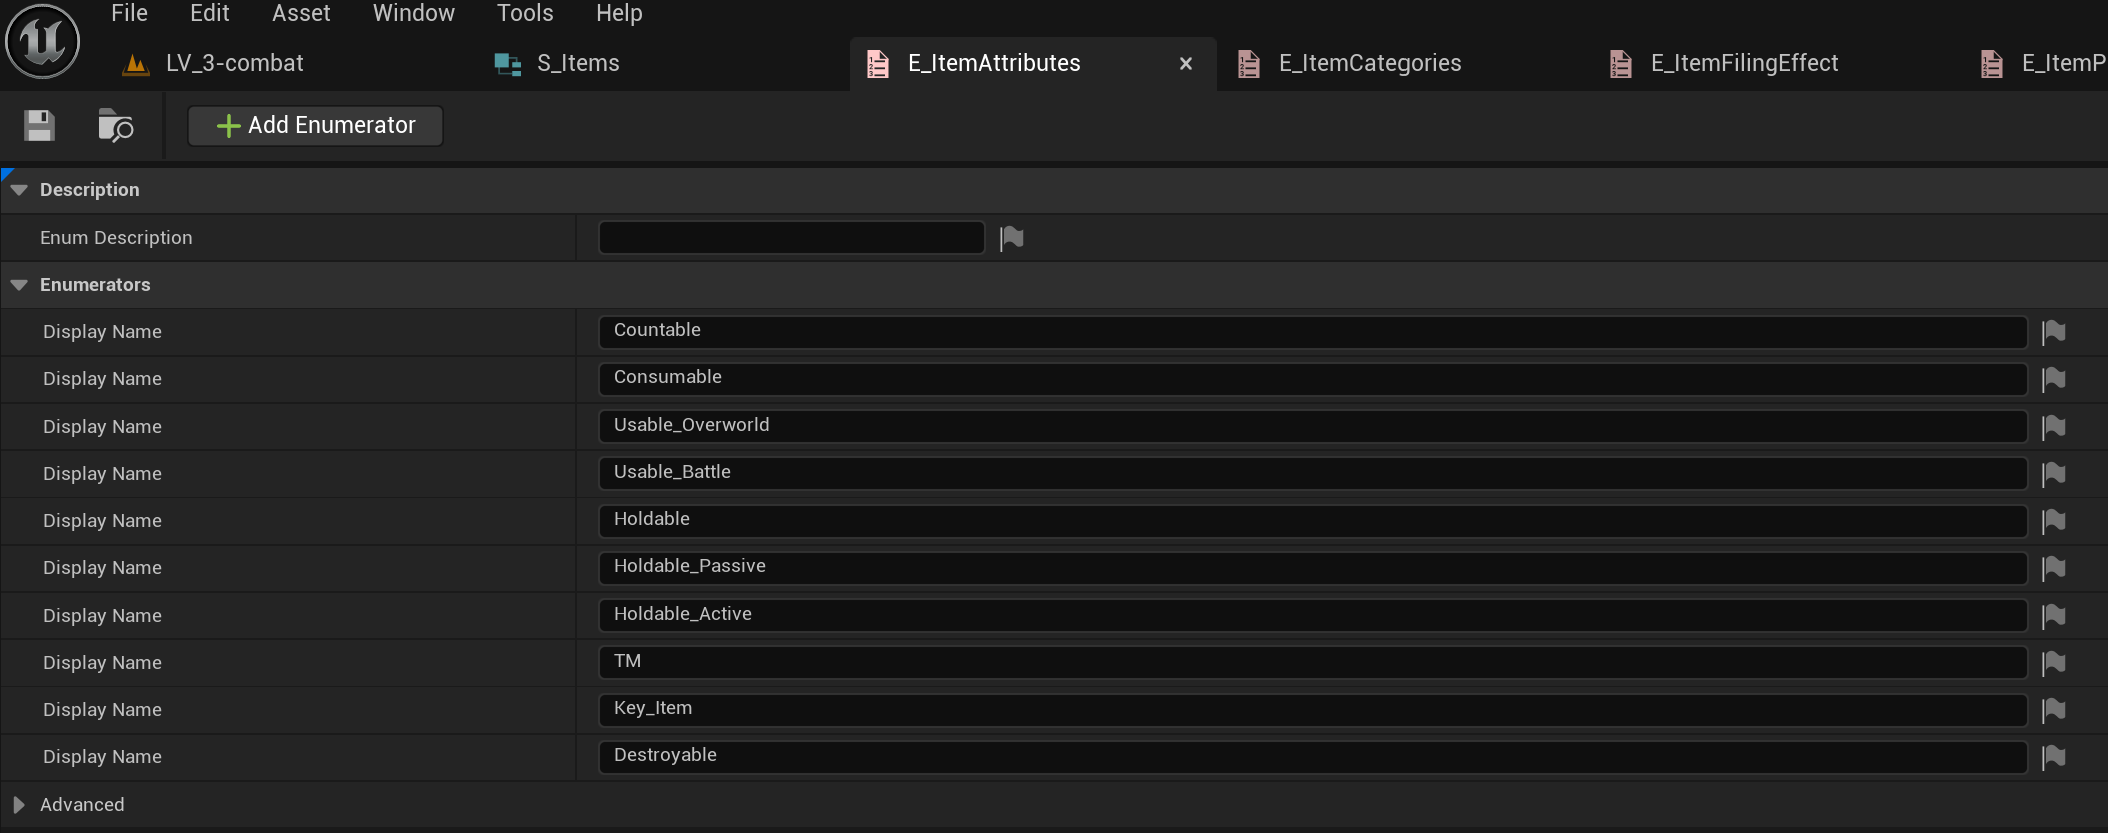 File Edit Asset Window Tools Help
LV_3-combat S_Items E_ItemAttributes × E_ItemCategories E_ItemFilingEffect E_ItemP
Add Enumerator
Description
Enum Description
Enumerators
Display Name Countable
Display Name Consumable
Display Name Usable_Overworld
Display Name Usable_Battle
Display Name Holdable
Display Name Holdable_Passive
Display Name Holdable_Active
Display Name TM
Display Name Key_Item
Display Name Destroyable
Advanced